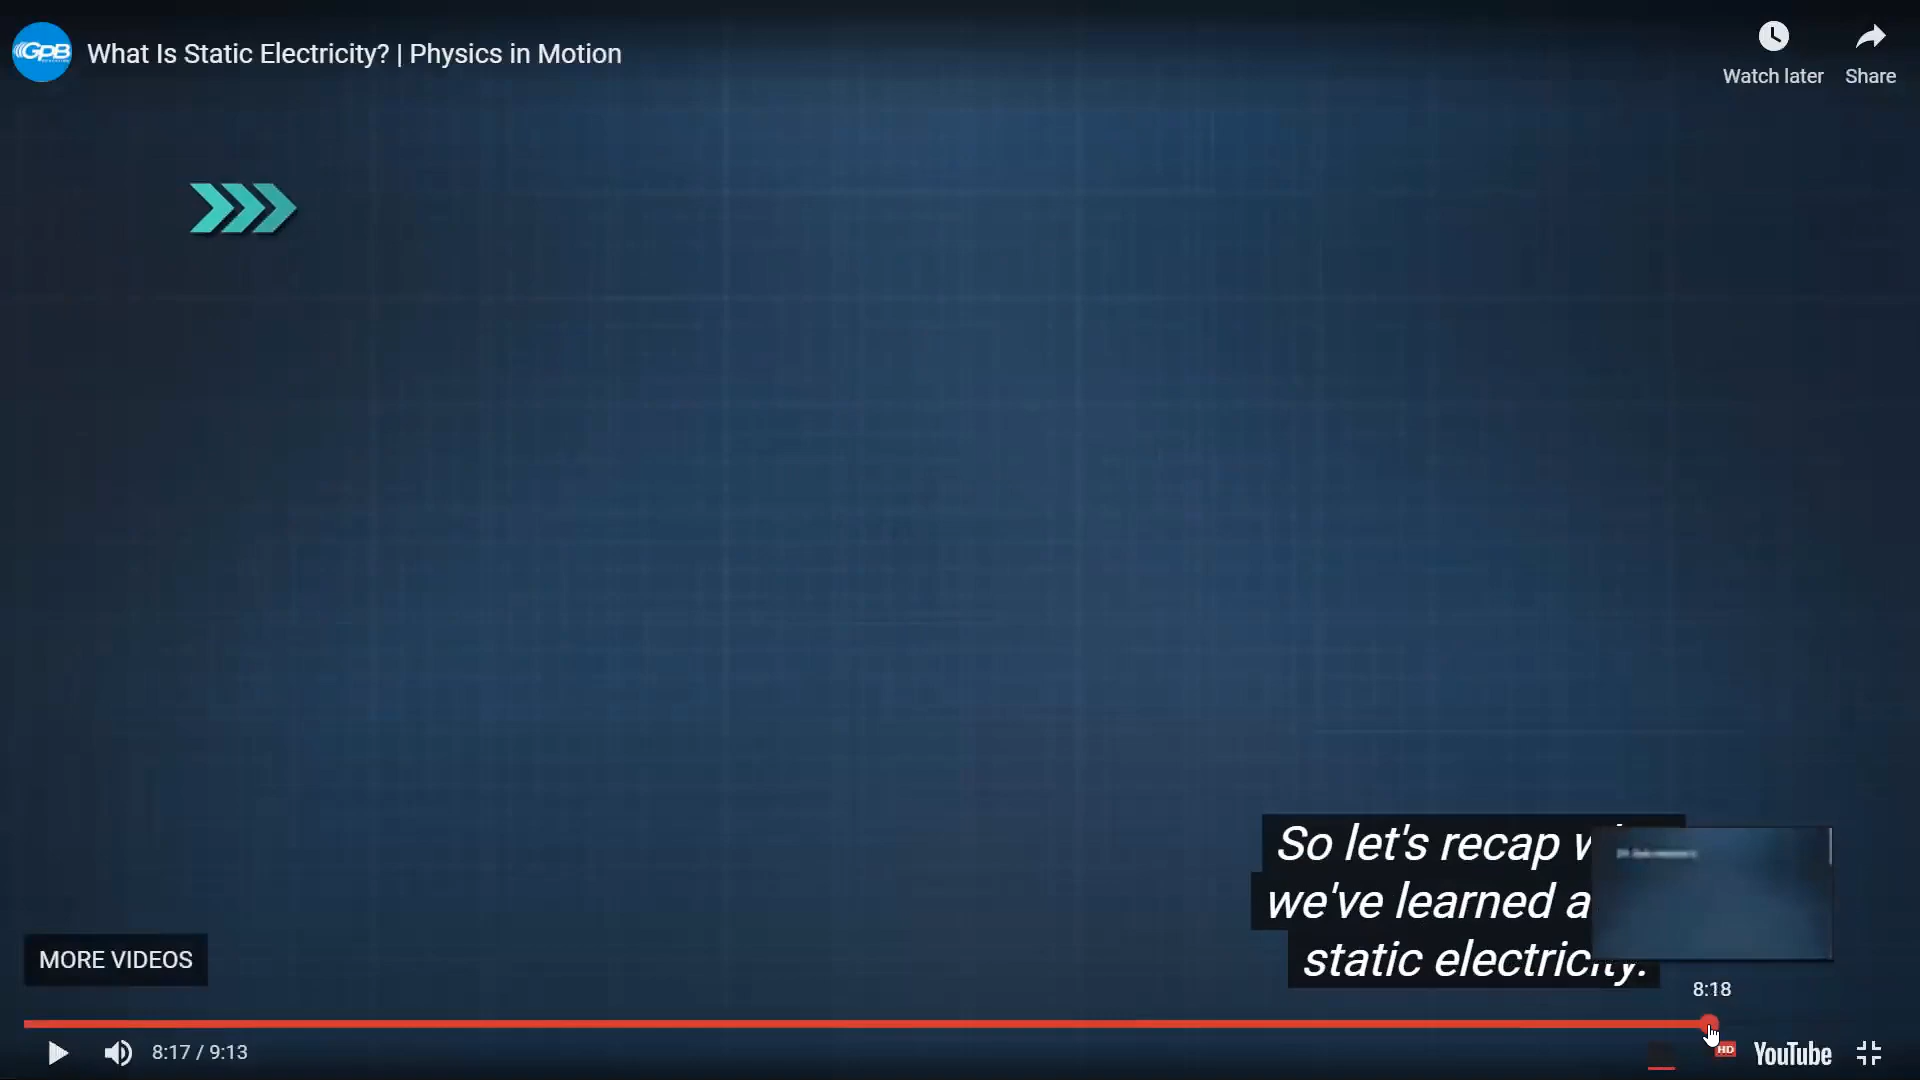 GPB
What Is Static Electricity? | Physics in Motion
Watch later
Share
So let's recap
we've learned
static electricity.
MORE VIDEOS
8:18
8:17 / 9:13
HD
YouTube